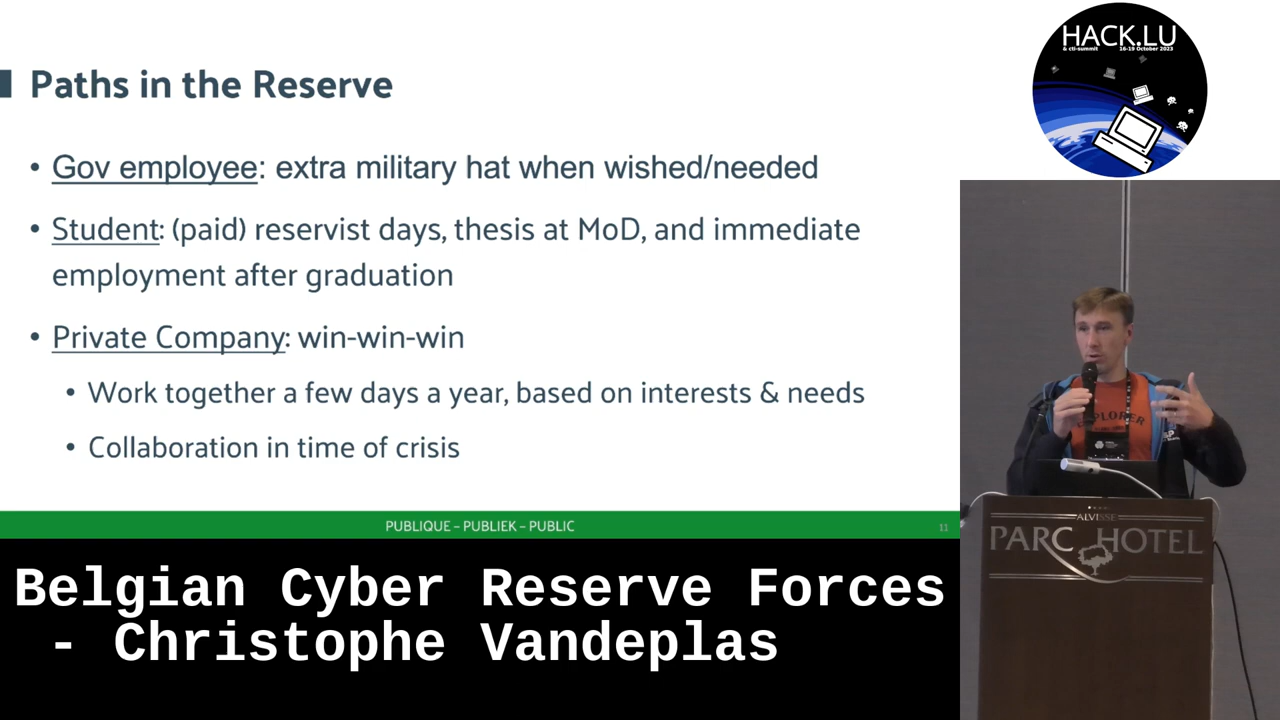 HACK.LU
& cti-summit 16-19 October 2023
Paths in the Reserve
• Gov employee: extra military hat when wished/needed
• Student: (paid) reservist days, thesis at MoD, and immediate
employment after graduation
• Private Company: win-win-win
• Work together a few days a year, based on interests & needs
• Collaboration in time of crisis
PUBLIQUE – PUBLIEK – PUBLIC
11
Belgian Cyber Reserve Forces
- Christophe Vandeplas
EXPLORER
ALVISSE
PARC HOTEL